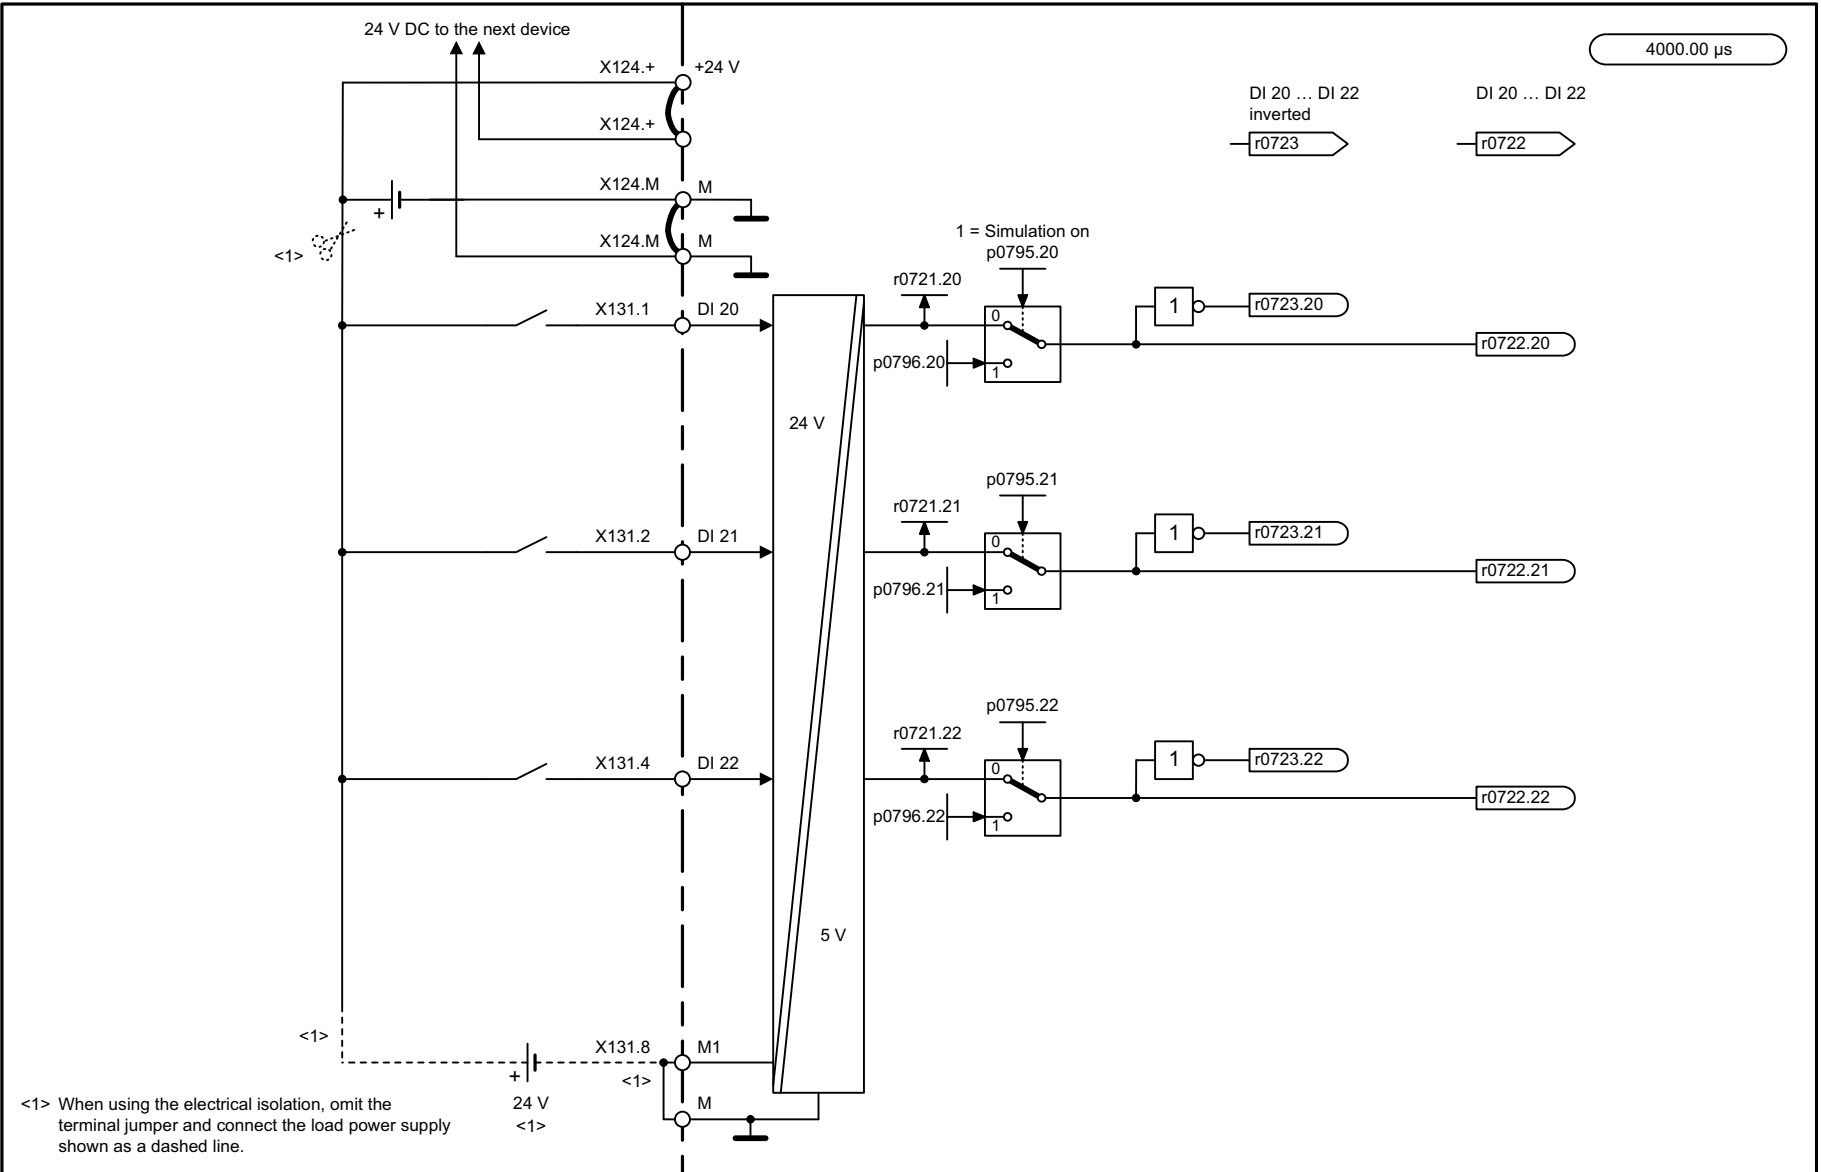 24 V DC to the next device
4000.00 µs
X124.+
+24 V
X124.+
DI 20 … DI 22
inverted
r0723
DI 20 … DI 22
r0722
X124.M
M
+
<1>
X124.M
M
1 = Simulation on
p0795.20
r0721.20
X131.1
DI 20
0
1
p0796.20
1
r0723.20
r0722.20
24 V
p0795.21
r0721.21
X131.2
DI 21
0
1
p0796.21
1
r0723.21
r0722.21
p0795.22
r0721.22
X131.4
DI 22
0
1
p0796.22
1
r0723.22
r0722.22
5 V
<1>
X131.8
M1
+
<1>
24 V
<1>
M
<1> When using the electrical isolation, omit the
terminal jumper and connect the load power supply
shown as a dashed line.